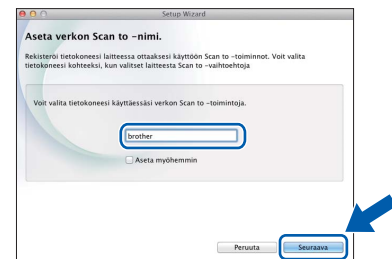 Setup Wizard
Aseta verkon Scan to –nimi.
Rekisteröi tietokoneesi laitteessa ottaaksesi käyttöön Scan to –toiminnot. Voit valita
tietokoneesi kohteeksi, kun valitset laitteesta Scan to –vaihtoehtoja
Voit valita tietokoneesi käyttäessäsi verkon Scan to –toimintoja.
brother
Aseta myöhemmin
Peruuta Seuraava